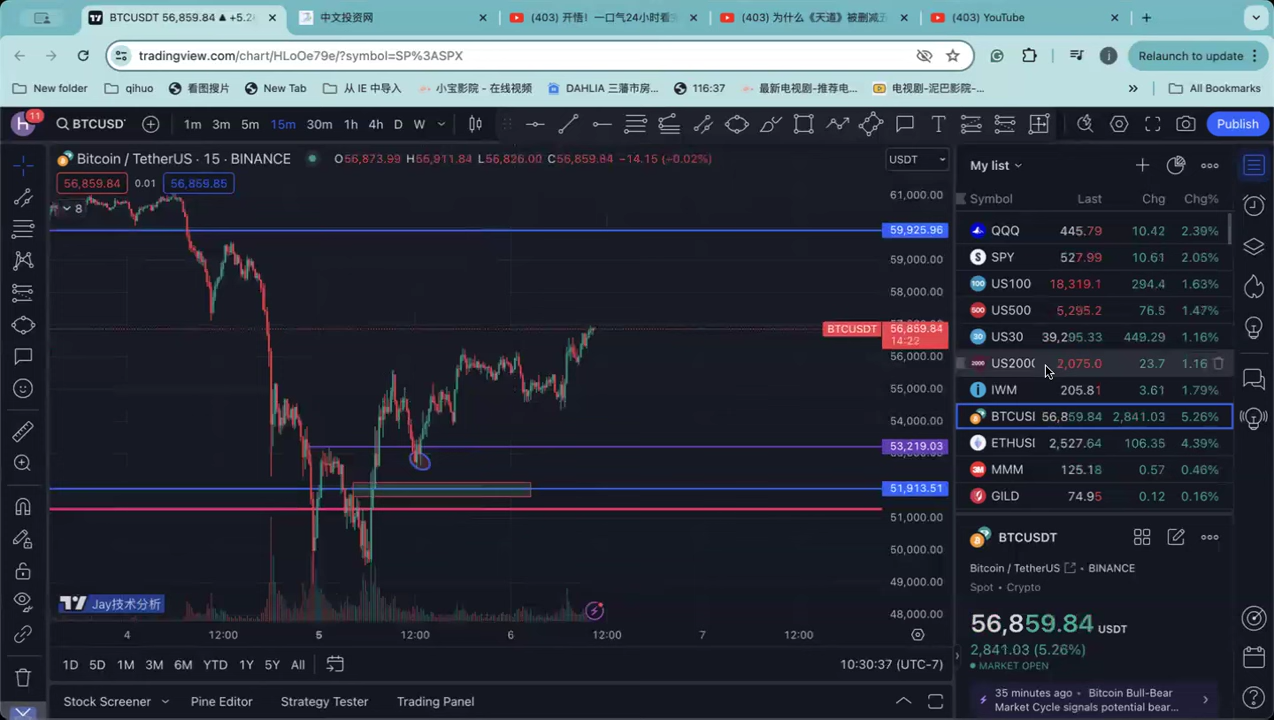 BTCUSDT 56,859.84 ▲ +5.2
中文投资网
(403) 开悟！一口气24小时看
(403) 为什么《天道》被删减五
(403) YouTube
tradingview.com/chart/HLoOe79e/?symbol=SP%3ASPX
Relaunch to update
New folder
qihuo
看图搜片
New Tab
从 IE 中导入
小宝影院 - 在线视频
DAHLIA 三藩市房...
116:37
最新电视剧-推荐电...
电视剧-泥巴影院-...
All Bookmarks
11
h
BTCUSD
1m 3m 5m 15m 30m 1h 4h D W
Publish
Bitcoin / TetherUS · 15 · BINANCE
O56,873.99 H56,911.84 L56,826.00 C56,859.84 −14.15 (−0.02%)
USDT
56,859.84 0.01 56,859.85
8
61,000.00
59,925.96
59,000.00
58,000.00
BTCUSDT 56,859.84
14:22
56,000.00
55,000.00
54,000.00
53,219.03
51,913.51
51,000.00
50,000.00
49,000.00
48,000.00
Jay技术分析
4 12:00 5 12:00 6 12:00 7 12:00
1D 5D 1M 3M 6M YTD 1Y 5Y All
10:30:37 (UTC-7)
Stock Screener Pine Editor Strategy Tester Trading Panel
My list
Symbol Last Chg Chg%
QQQ 445.79 10.42 2.39%
SPY 527.99 10.61 2.05%
US100 18,319.1 294.4 1.63%
US500 5,295.2 76.5 1.47%
US30 39,295.33 449.29 1.16%
US2000 2,075.0 23.7 1.16
IWM 205.81 3.61 1.79%
BTCUSI 56,859.84 2,841.03 5.26%
ETHUSI 2,527.64 106.35 4.39%
MMM 125.18 0.57 0.46%
GILD 74.95 0.12 0.16%
BTCUSDT
Bitcoin / TetherUS • BINANCE
Spot • Crypto
56,859.84 USDT
2,841.03 (5.26%)
MARKET OPEN
35 minutes ago • Bitcoin Bull-Bear
Market Cycle signals potential bear...